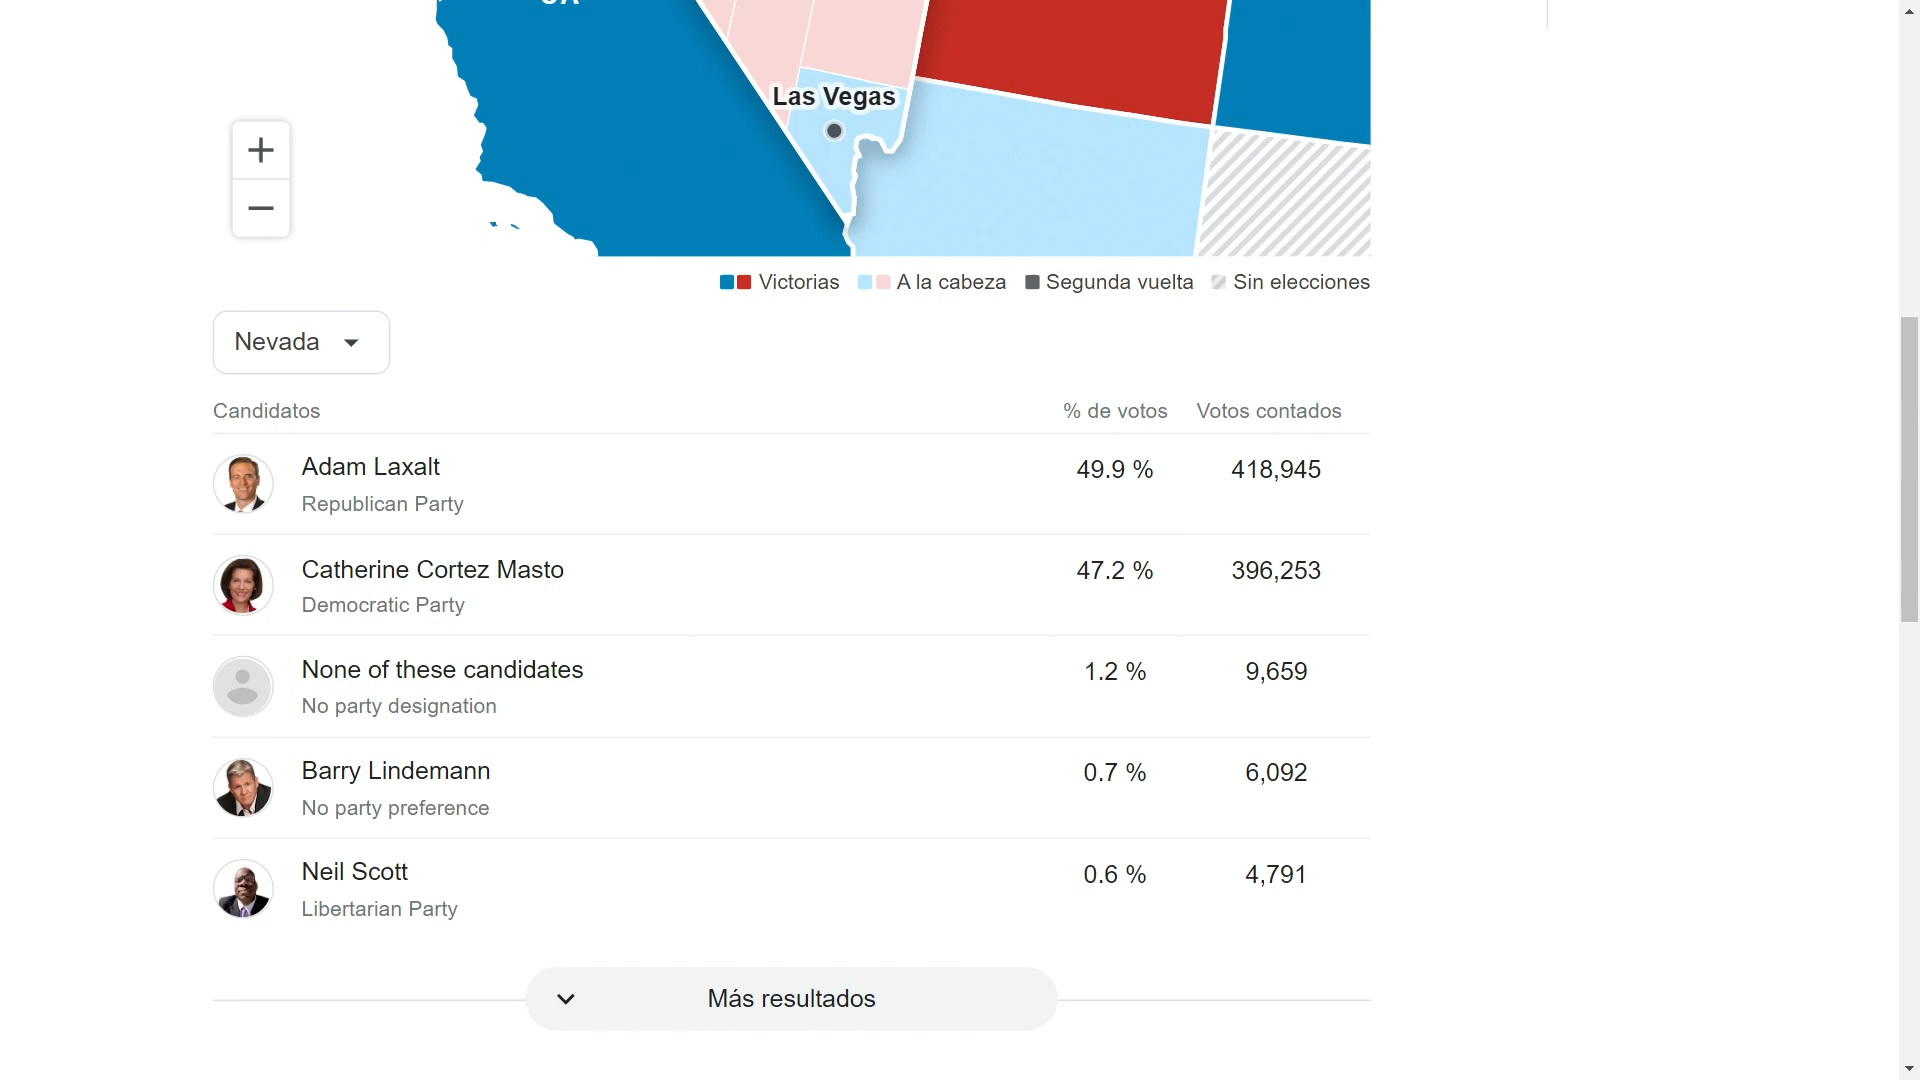 Las Vegas
Victorias
A la cabeza
Segunda vuelta
Sin elecciones
Nevada
Candidatos % de votos Votos contados
Adam Laxalt 49.9 % 418,945
Republican Party
Catherine Cortez Masto 47.2 % 396,253
Democratic Party
None of these candidates 1.2 % 9,659
No party designation
Barry Lindemann 0.7 % 6,092
No party preference
Neil Scott 0.6 % 4,791
Libertarian Party
Más resultados